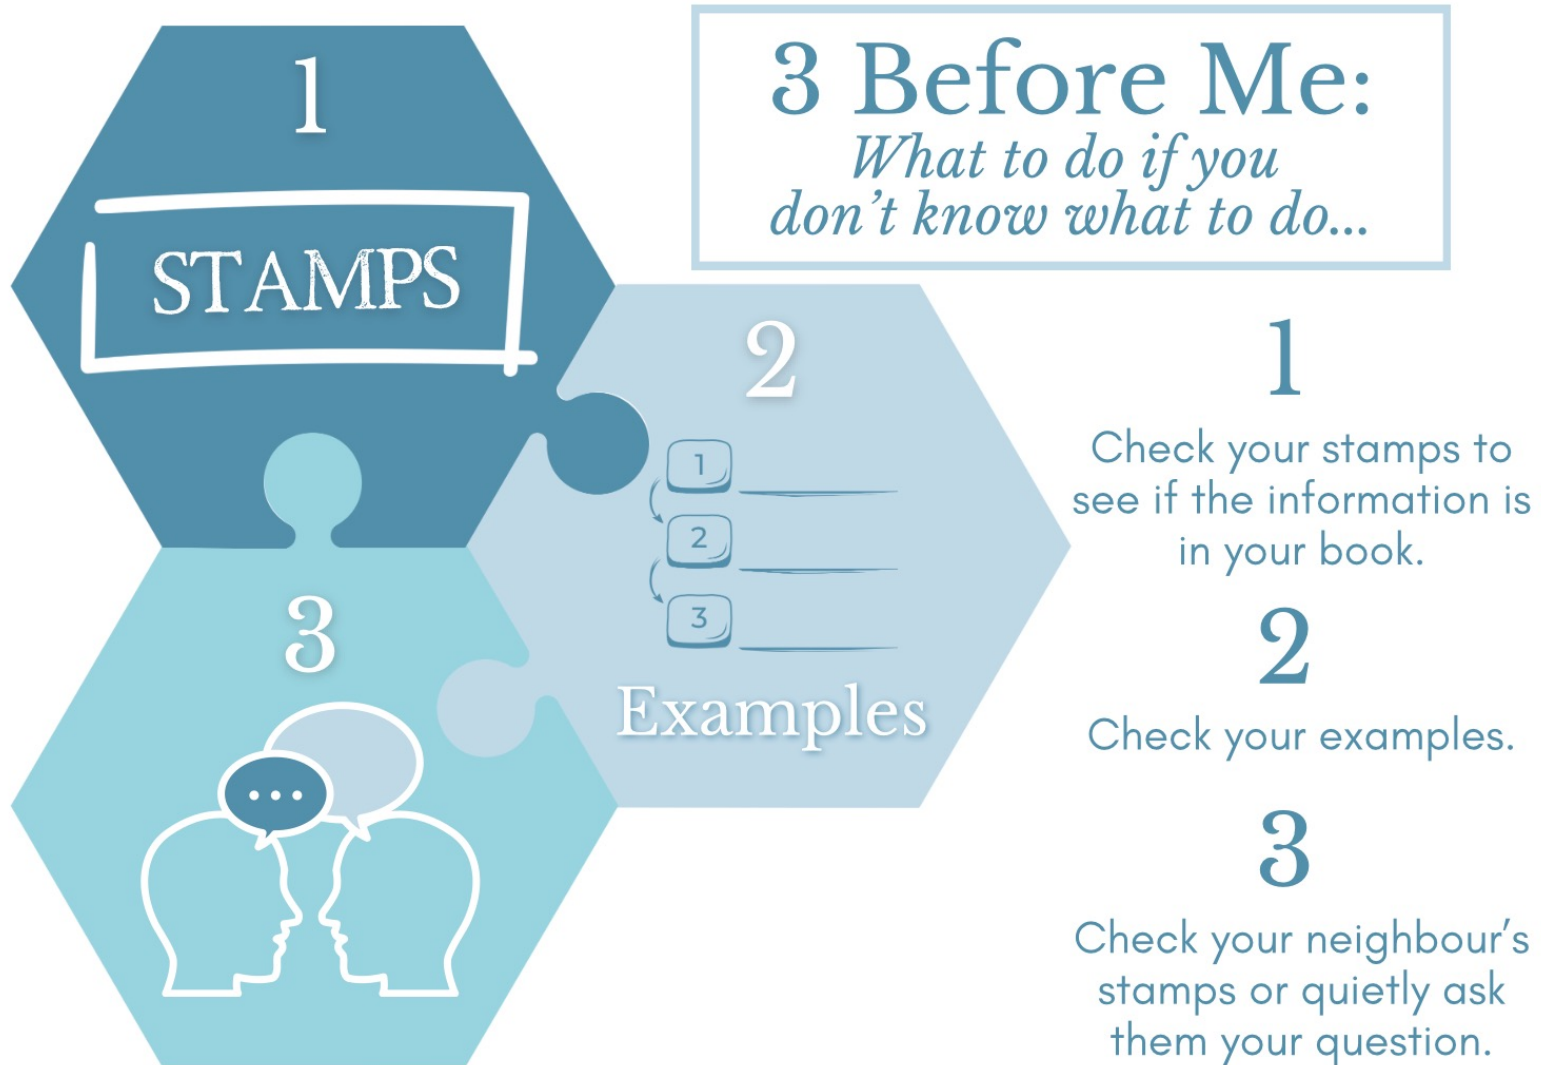 1
STAMPS
3 Before Me:
What to do if you
don't know what to do...
2
1
2
3
Examples
3
1
Check your stamps to
see if the information is
in your book.
2
Check your examples.
3
Check your neighbour's
stamps or quietly ask
them your question.